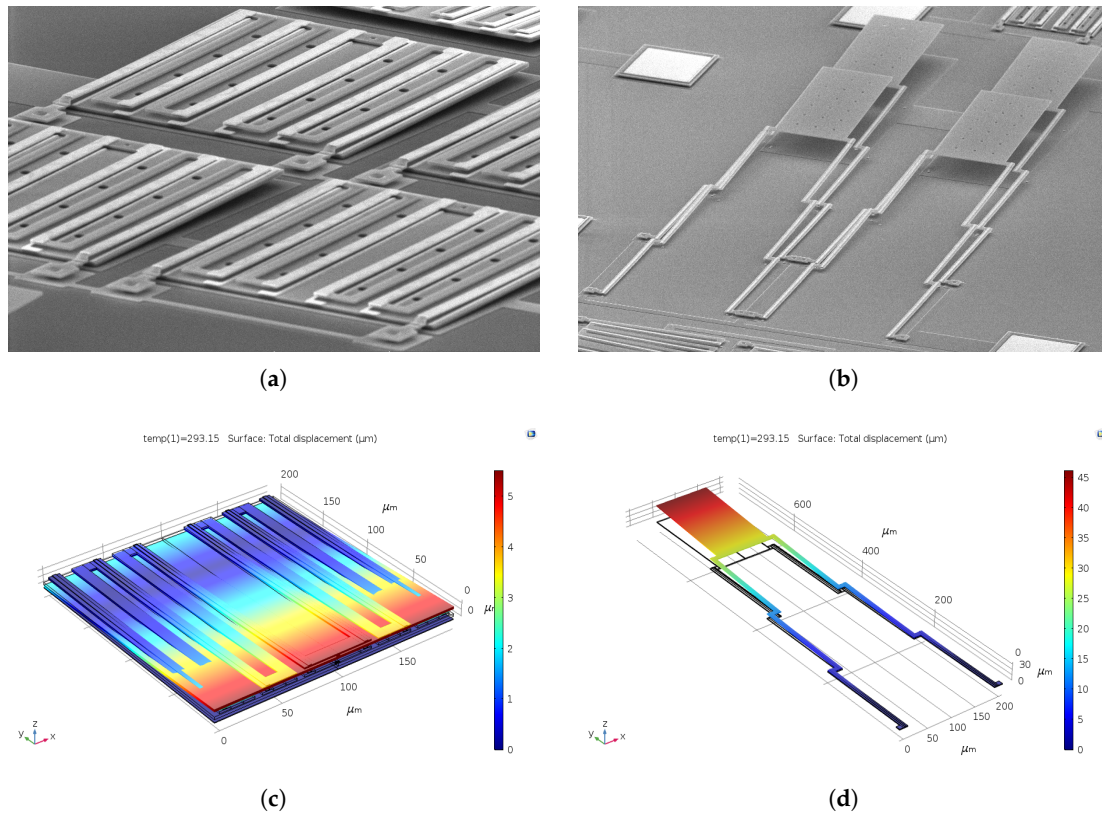 (a)
(b)
temp(1)=293.15 Surface: Total displacement (μm)
200
150
μm
100
50
0
0
μm
150
100
μm
50
0
y
z
x
5
4
3
2
1
0
(c)
temp(1)=293.15 Surface: Total displacement (μm)
600
μm
400
200
0
30
0
μm
200
150
μm
100
50
0
y
z
x
45
40
35
30
25
20
15
10
5
0
(d)